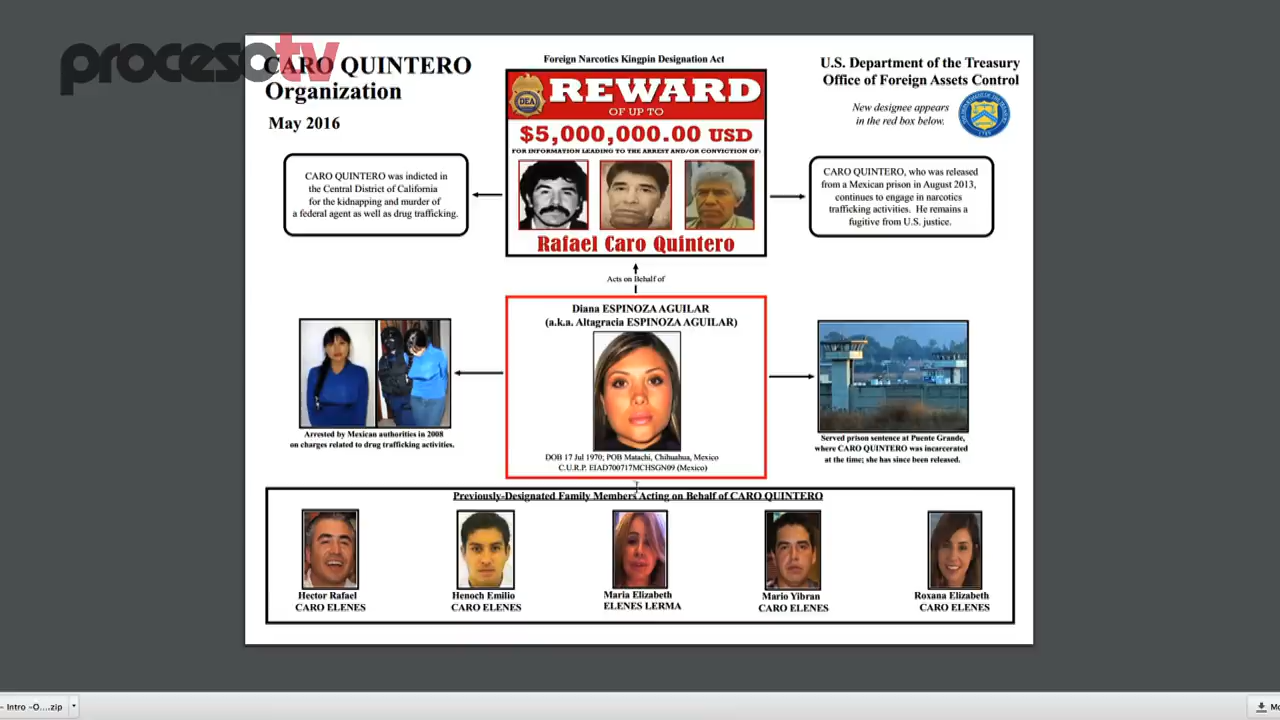 procesotv
CARO QUINTERO
Organization
May 2016
Foreign Narcotics Kingpin Designation Act
U.S. Department of the Treasury
Office of Foreign Assets Control
New designee appears
in the red box below.
DEA
REWARD
OF UP TO
$5,000,000.00 USD
FOR INFORMATION LEADING TO THE ARREST AND/OR CONVICTION OF:
Rafael Caro Quintero
CARO QUINTERO was indicted in
the Central District of California
for the kidnapping and murder of
a federal agent as well as drug trafficking.
CARO QUINTERO, who was released
from a Mexican prison in August 2013,
continues to engage in narcotics
trafficking activities. He remains a
fugitive from U.S. justice.
Acts on Behalf of
Diana ESPINOZA AGUILAR
(a.k.a. Altagracia ESPINOZA AGUILAR)
DOB 17 Jul 1970; POB Matachi, Chihuahua, Mexico
C.U.R.P. EIAD700717MCHSGN09 (Mexico)
Arrested by Mexican authorities in 2008
on charges related to drug trafficking activities.
Served prison sentence at Puente Grande,
where CARO QUINTERO was incarcerated
at the time; she has since been released.
Previously-Designated Family Members Acting on Behalf of CARO QUINTERO
Hector Rafael
CARO ELENES
Henoch Emilio
CARO ELENES
Maria Elizabeth
ELENES LERMA
Mario Yibran
CARO ELENES
Roxana Elizabeth
CARO ELENES
- Intro -O....zip
Mo